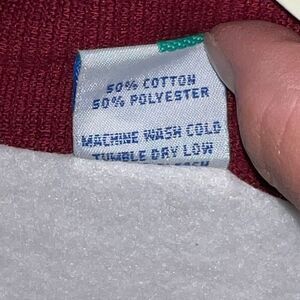 50% COTTON
50% POLYESTER
MACHINE WASH COLD
TUMBLE DRY LOW